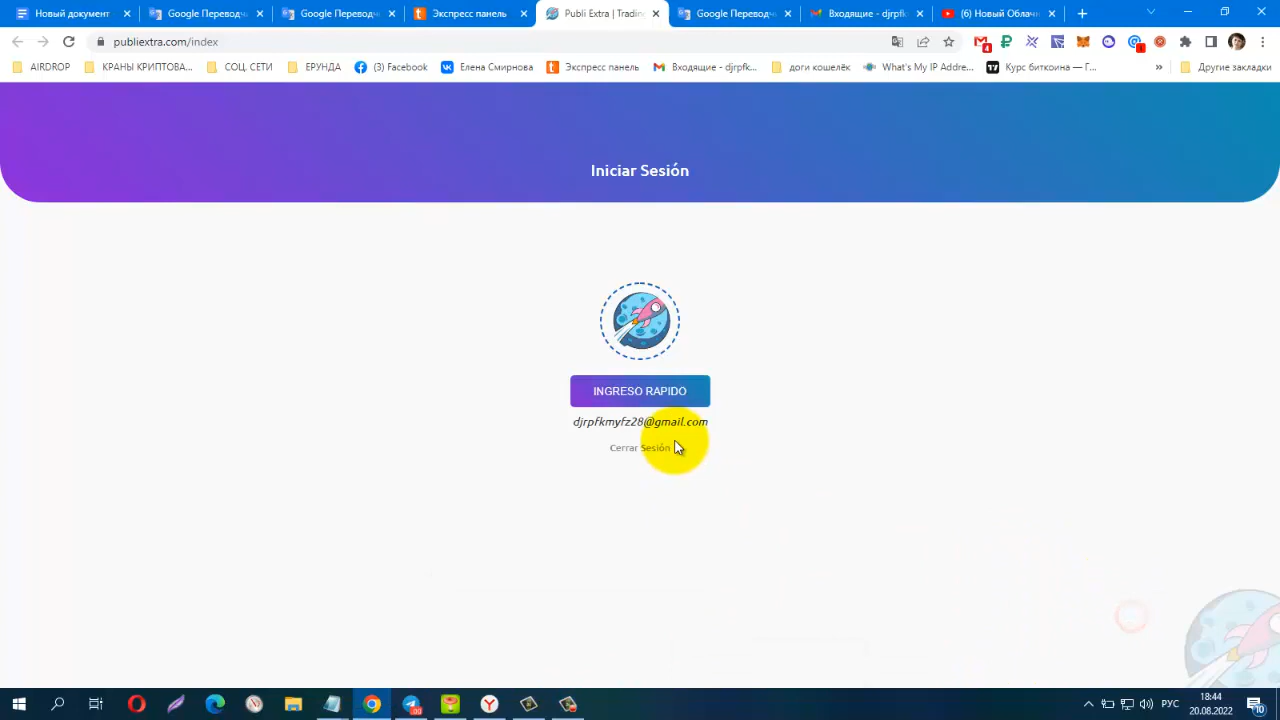 Новый документ
Google Переводч
Google Переводч
Экспресс панель
Publi Extra | Tradin
Google Переводч
Входящие - djrpfk
(6) Новый Облачн
publiextra.com/index
AIRDROP
КРАНЫ КРИПТОВА...
СОЦ. СЕТИ
ЕРУНДА
(3) Facebook
Елена Смирнова
Экспресс панель
Входящие - djrpfk...
доги кошелёк
What's My IP Addre...
Курс биткоина — Г...
»
Другие закладки
Iniciar Sesión
INGRESO RAPIDO
djrpfkmyfz28@gmail.com
Cerrar Sesión
РУС
18:44
20.08.2022
10